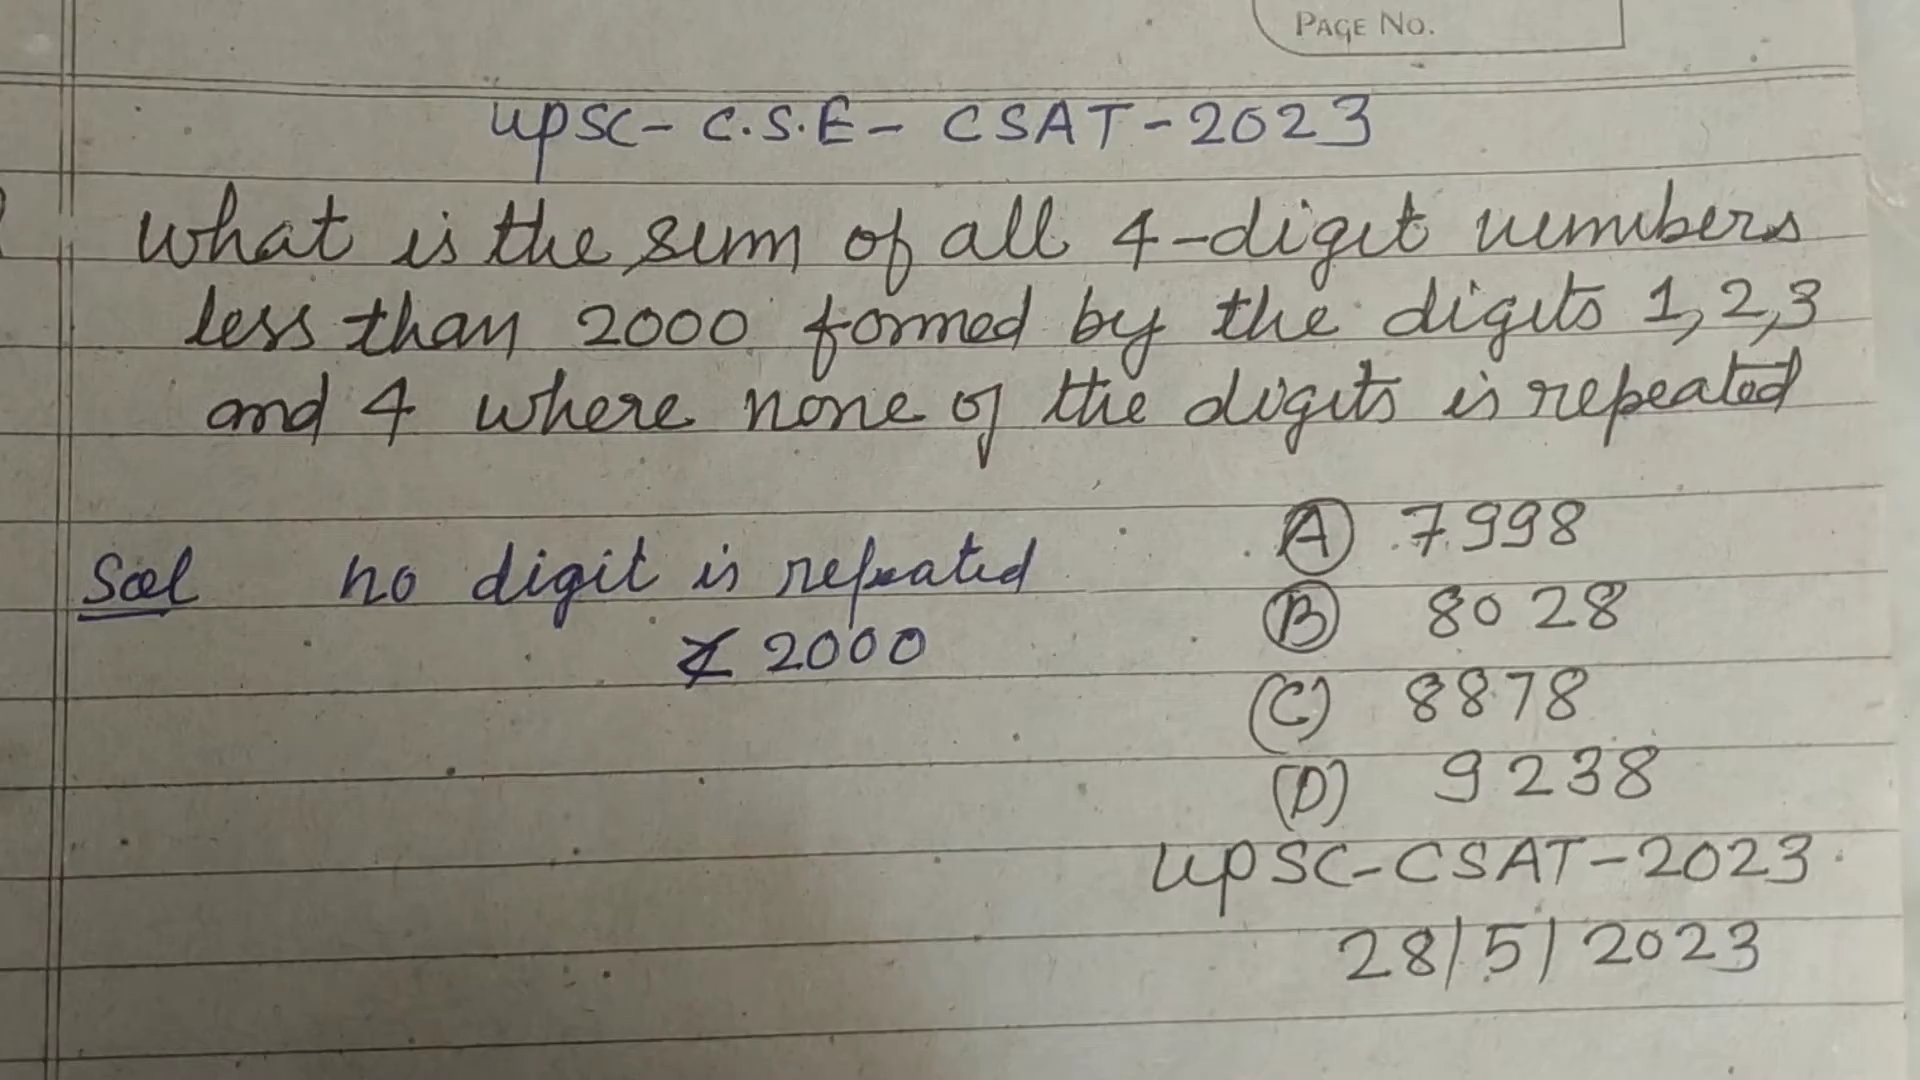 PAGE NO.
UPSC- C.S.E- CSAT-2023
What is the sum of all 4-digit numbers
less than 2000 formed by the digits 1,2,3
and 4 where none of the digits is repeated
Sol no digit is repeated
< 2000
(A) 7998
(B) 8028
(C) 8878
(D) 9238
UPSC-CSAT-2023
28/5/2023